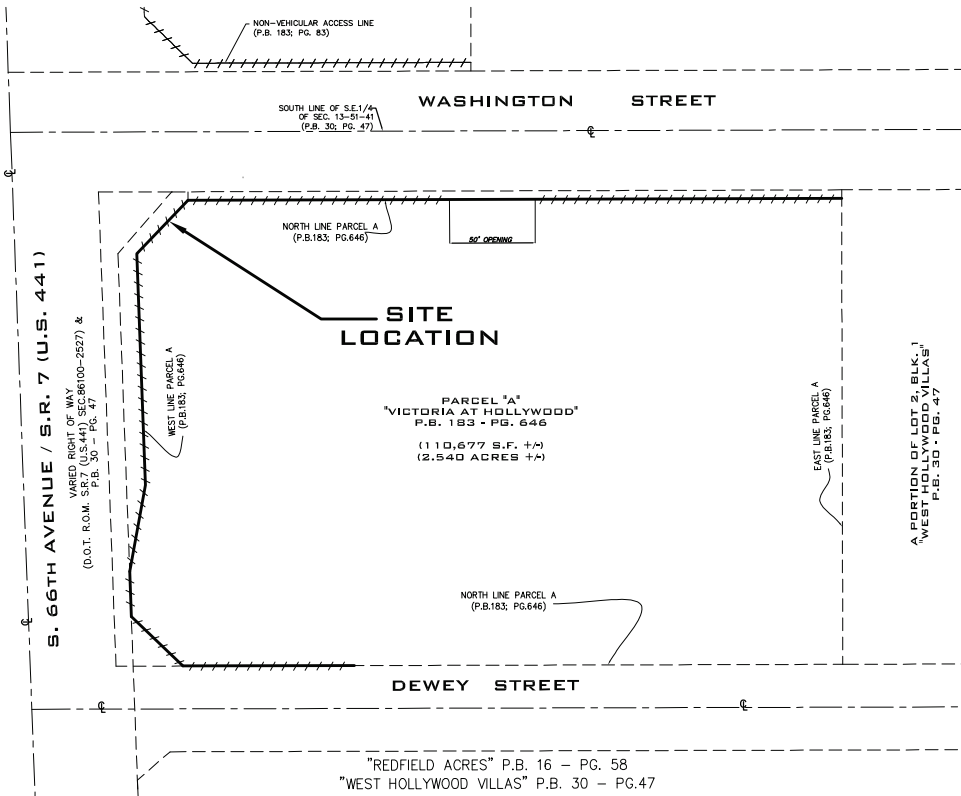 NON-VEHICULAR ACCESS LINE
(P.B. 183; PG. 83)
WASHINGTON STREET
SOUTH LINE OF S.E.1/4
OF SEC. 13-51-41
(P.B. 30; PG. 47)
NORTH LINE PARCEL A
(P.B.183; PG.646)
50' OPENING
SITE
LOCATION
S. 66TH AVENUE / S.R. 7 (U.S. 441)
VARIED RIGHT OF WAY
(D.O.T. R.O.M. S.R.7 (U.S.441) SEC.86100-2527) &
P.B. 30 - PG. 47
WEST LINE PARCEL A
(P.B.183; PG.646)
PARCEL "A"
"VICTORIA AT HOLLYWOOD"
P.B. 183 - PG. 646
(110,677 S.F. +/-)
(2.540 ACRES +/-)
EAST LINE PARCEL A
(P.B.183; PG.646)
A PORTION OF LOT 2, BLK. 1
"WEST HOLLYWOOD VILLAS"
P.B. 30 - PG. 47
NORTH LINE PARCEL A
(P.B.183; PG.646)
DEWEY STREET
"REDFIELD ACRES" P.B. 16 - PG. 58
"WEST HOLLYWOOD VILLAS" P.B. 30 - PG.47